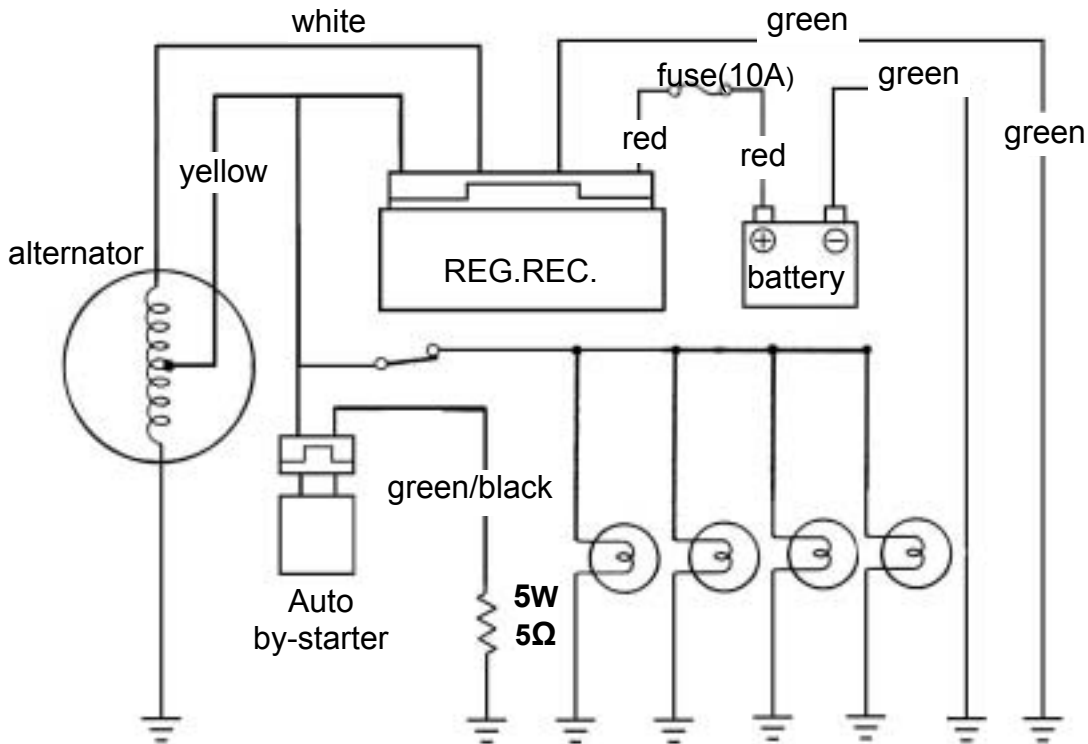 white
green
fuse(10A)
green
red
green
red
yellow
alternator
REG.REC.
+
−
battery
green/black
Auto
by-starter
5W
5Ω